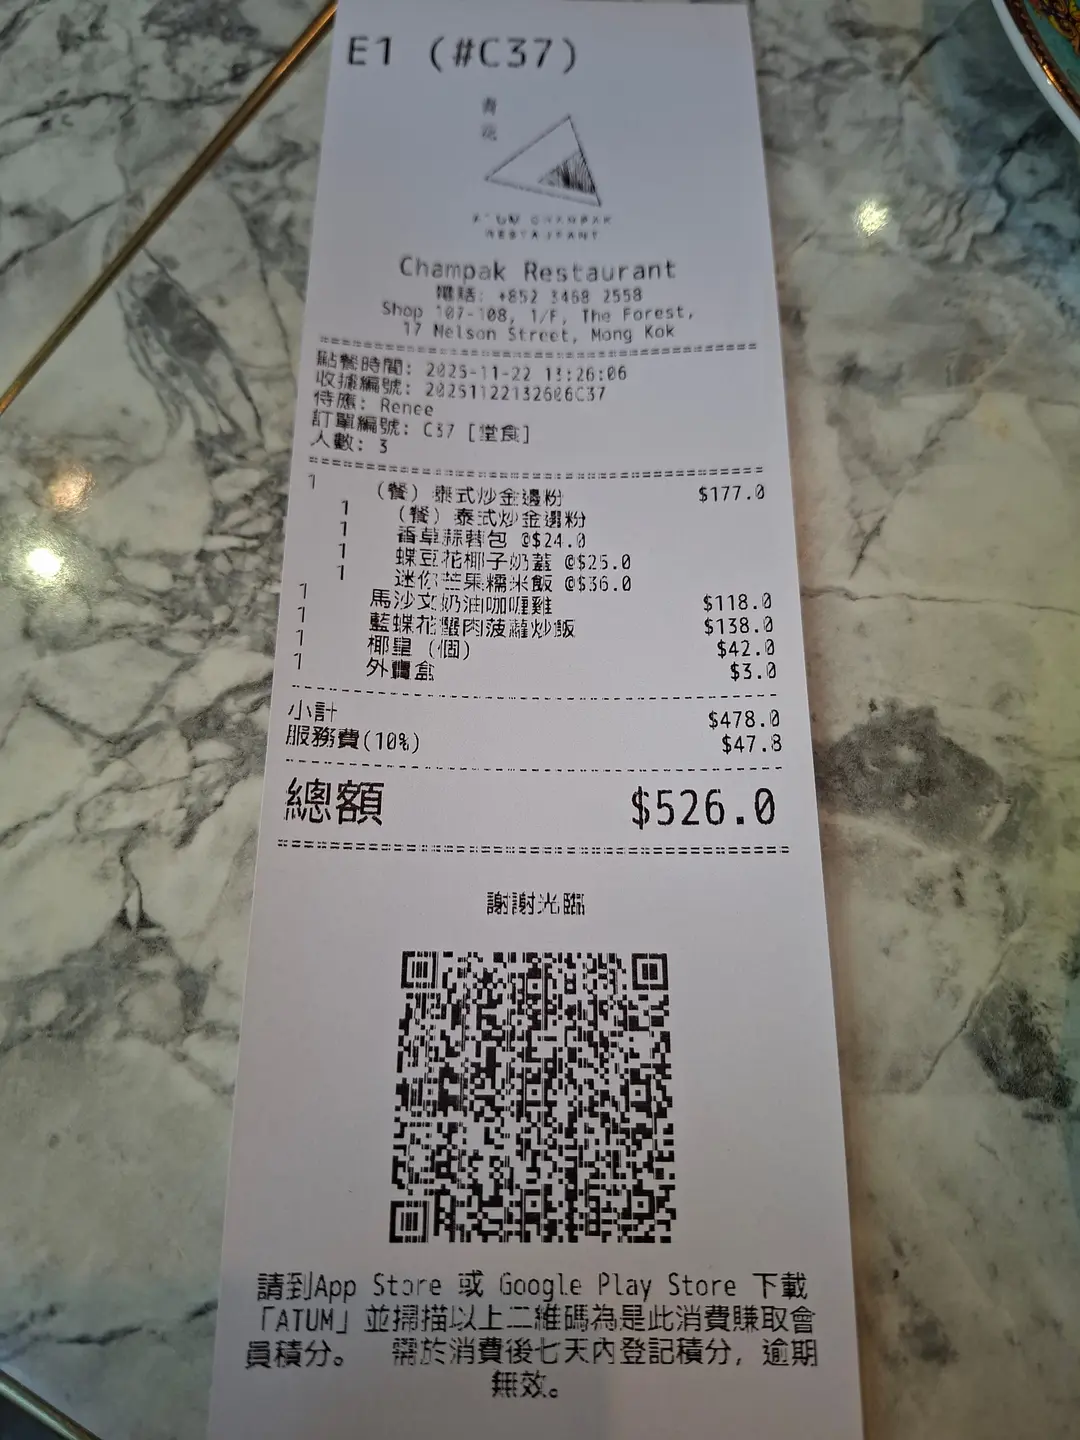 E1 (#C37)
ATUM CHAMPAK
RESTAURANT
Champak Restaurant
電話: +852 3468 2558
Shop 107-108, 1/F, The Forest,
17 Nelson Street, Mong Kok
點餐時間: 2025-11-22 13:26:06
收據編號: 20251122132606C37
侍應: Renee
訂單編號: C37 [堂食]
人數: 3
1 (餐) 泰式炒金邊粉 $177.0
1 (餐) 泰式炒金邊粉
1 香草蒜蓉包 @$24.0
1 蝶豆花椰子奶蓋 @$25.0
1 迷你芒果糯米飯 @$36.0
1 馬沙文奶油咖喱雞 $118.0
1 藍蝶花蟹肉菠蘿炒飯 $138.0
1 椰皇 (個) $42.0
1 外賣盒 $3.0
小計 $478.0
服務費(10%) $47.8
總額 $526.0
謝謝光臨
請到App Store 或 Google Play Store 下載
「ATUM」並掃描以上二維碼為是此消費賺取會
員積分。 需於消費後七天內登記積分, 逾期
無效。